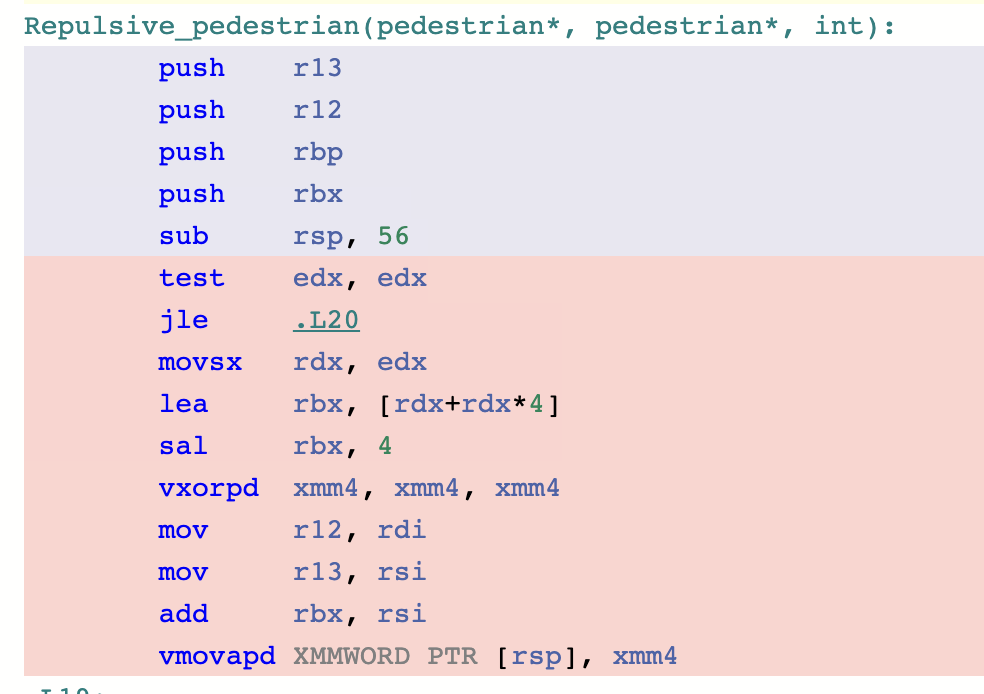 Repulsive_pedestrian(pedestrian*, pedestrian*, int):
push r13
push r12
push rbp
push rbx
sub rsp, 56
test edx, edx
jle .L20
movsx rdx, edx
lea rbx, [rdx+rdx*4]
sal rbx, 4
vxorpd xmm4, xmm4, xmm4
mov r12, rdi
mov r13, rsi
add rbx, rsi
vmovapd XMMWORD PTR [rsp], xmm4